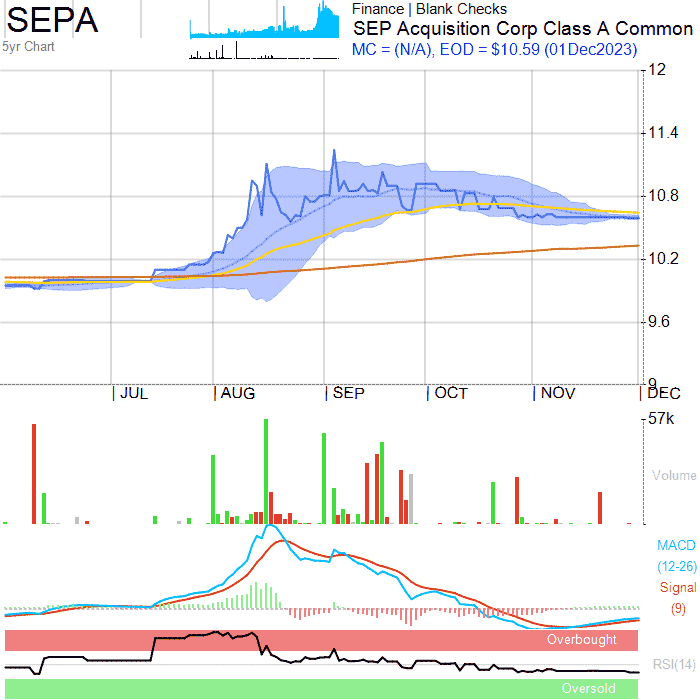 SEPA
5yr Chart
Finance | Blank Checks
SEP Acquisition Corp Class A Common
MC = (N/A), EOD = $10.59 (01Dec2023)
12
11.4
10.8
10.2
9.6
9
JUL
AUG
SEP
OCT
NOV
DEC
57k
Volume
MACD
(12-26)
Signal
(9)
Overbought
RSI(14)
Oversold